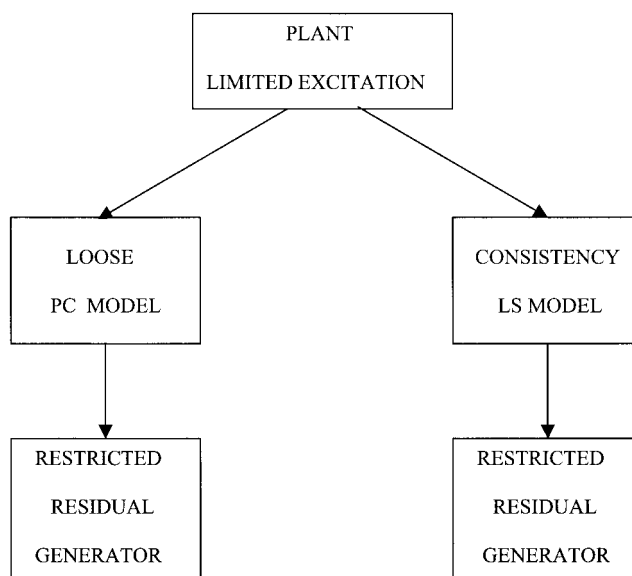 PLANT
LIMITED EXCITATION
LOOSE
PC MODEL
CONSISTENCY
LS MODEL
RESTRICTED
RESIDUAL
GENERATOR
RESTRICTED
RESIDUAL
GENERATOR